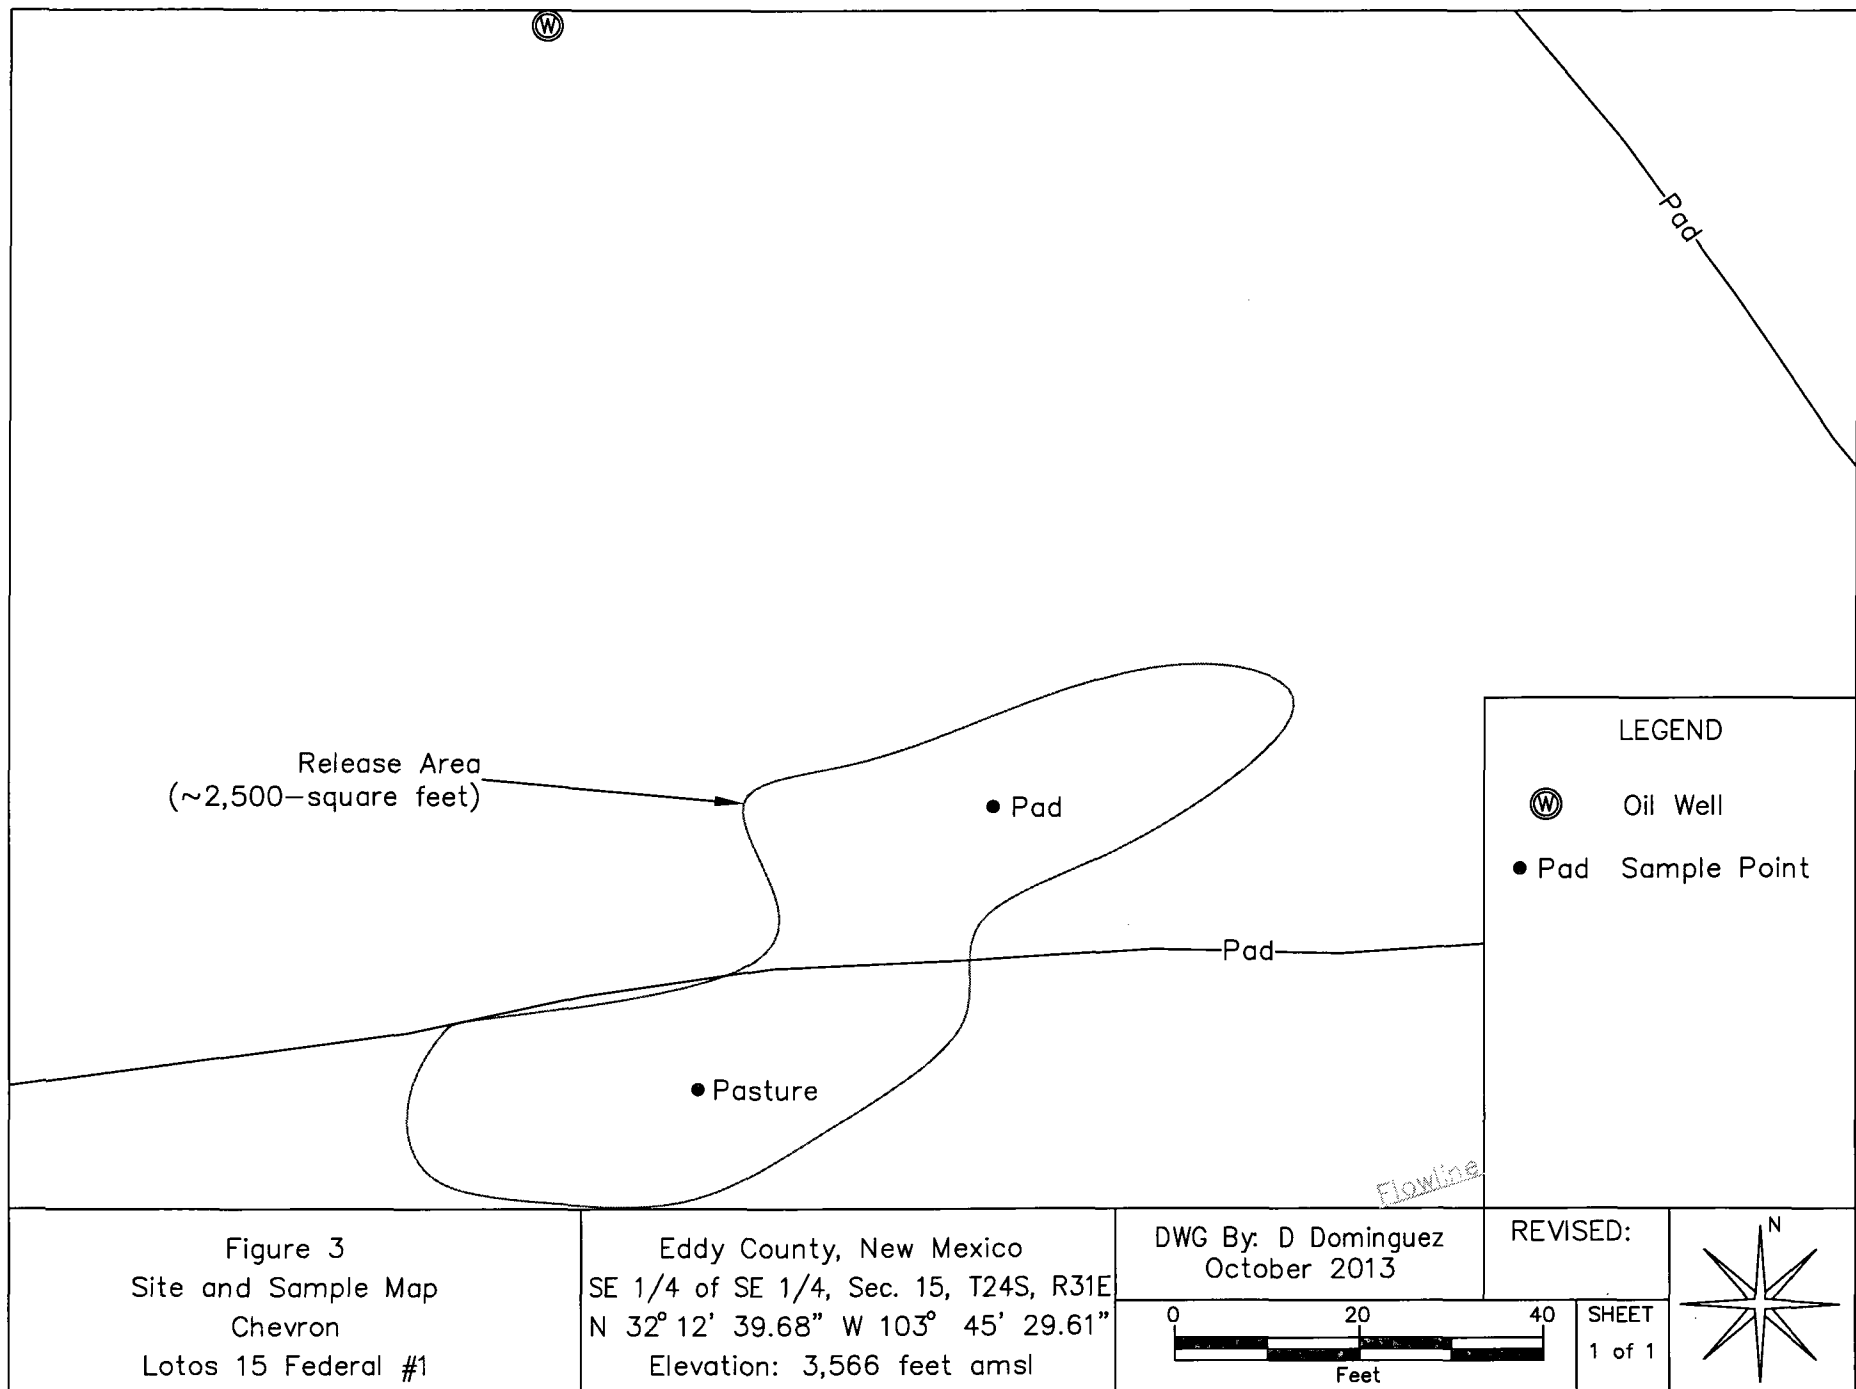 W
Pad
Release Area
(~2,500-square feet)
Pad
Pad
Pasture
Flowline
LEGEND
W Oil Well
Pad Sample Point
Figure 3
Site and Sample Map
Chevron
Lotos 15 Federal #1
Eddy County, New Mexico
SE 1/4 of SE 1/4, Sec. 15, T24S, R31E
N 32° 12' 39.68" W 103° 45' 29.61"
Elevation: 3,566 feet amsl
DWG By: D Dominguez
October 2013
REVISED:
0 20 40
Feet
SHEET
1 of 1
N